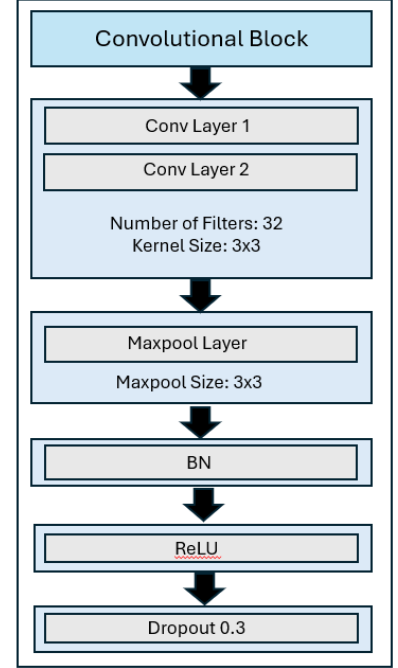 Convolutional Block
Conv Layer 1
Conv Layer 2
Number of Filters: 32
Kernel Size: 3x3
Maxpool Layer
Maxpool Size: 3x3
BN
ReLU
Dropout 0.3